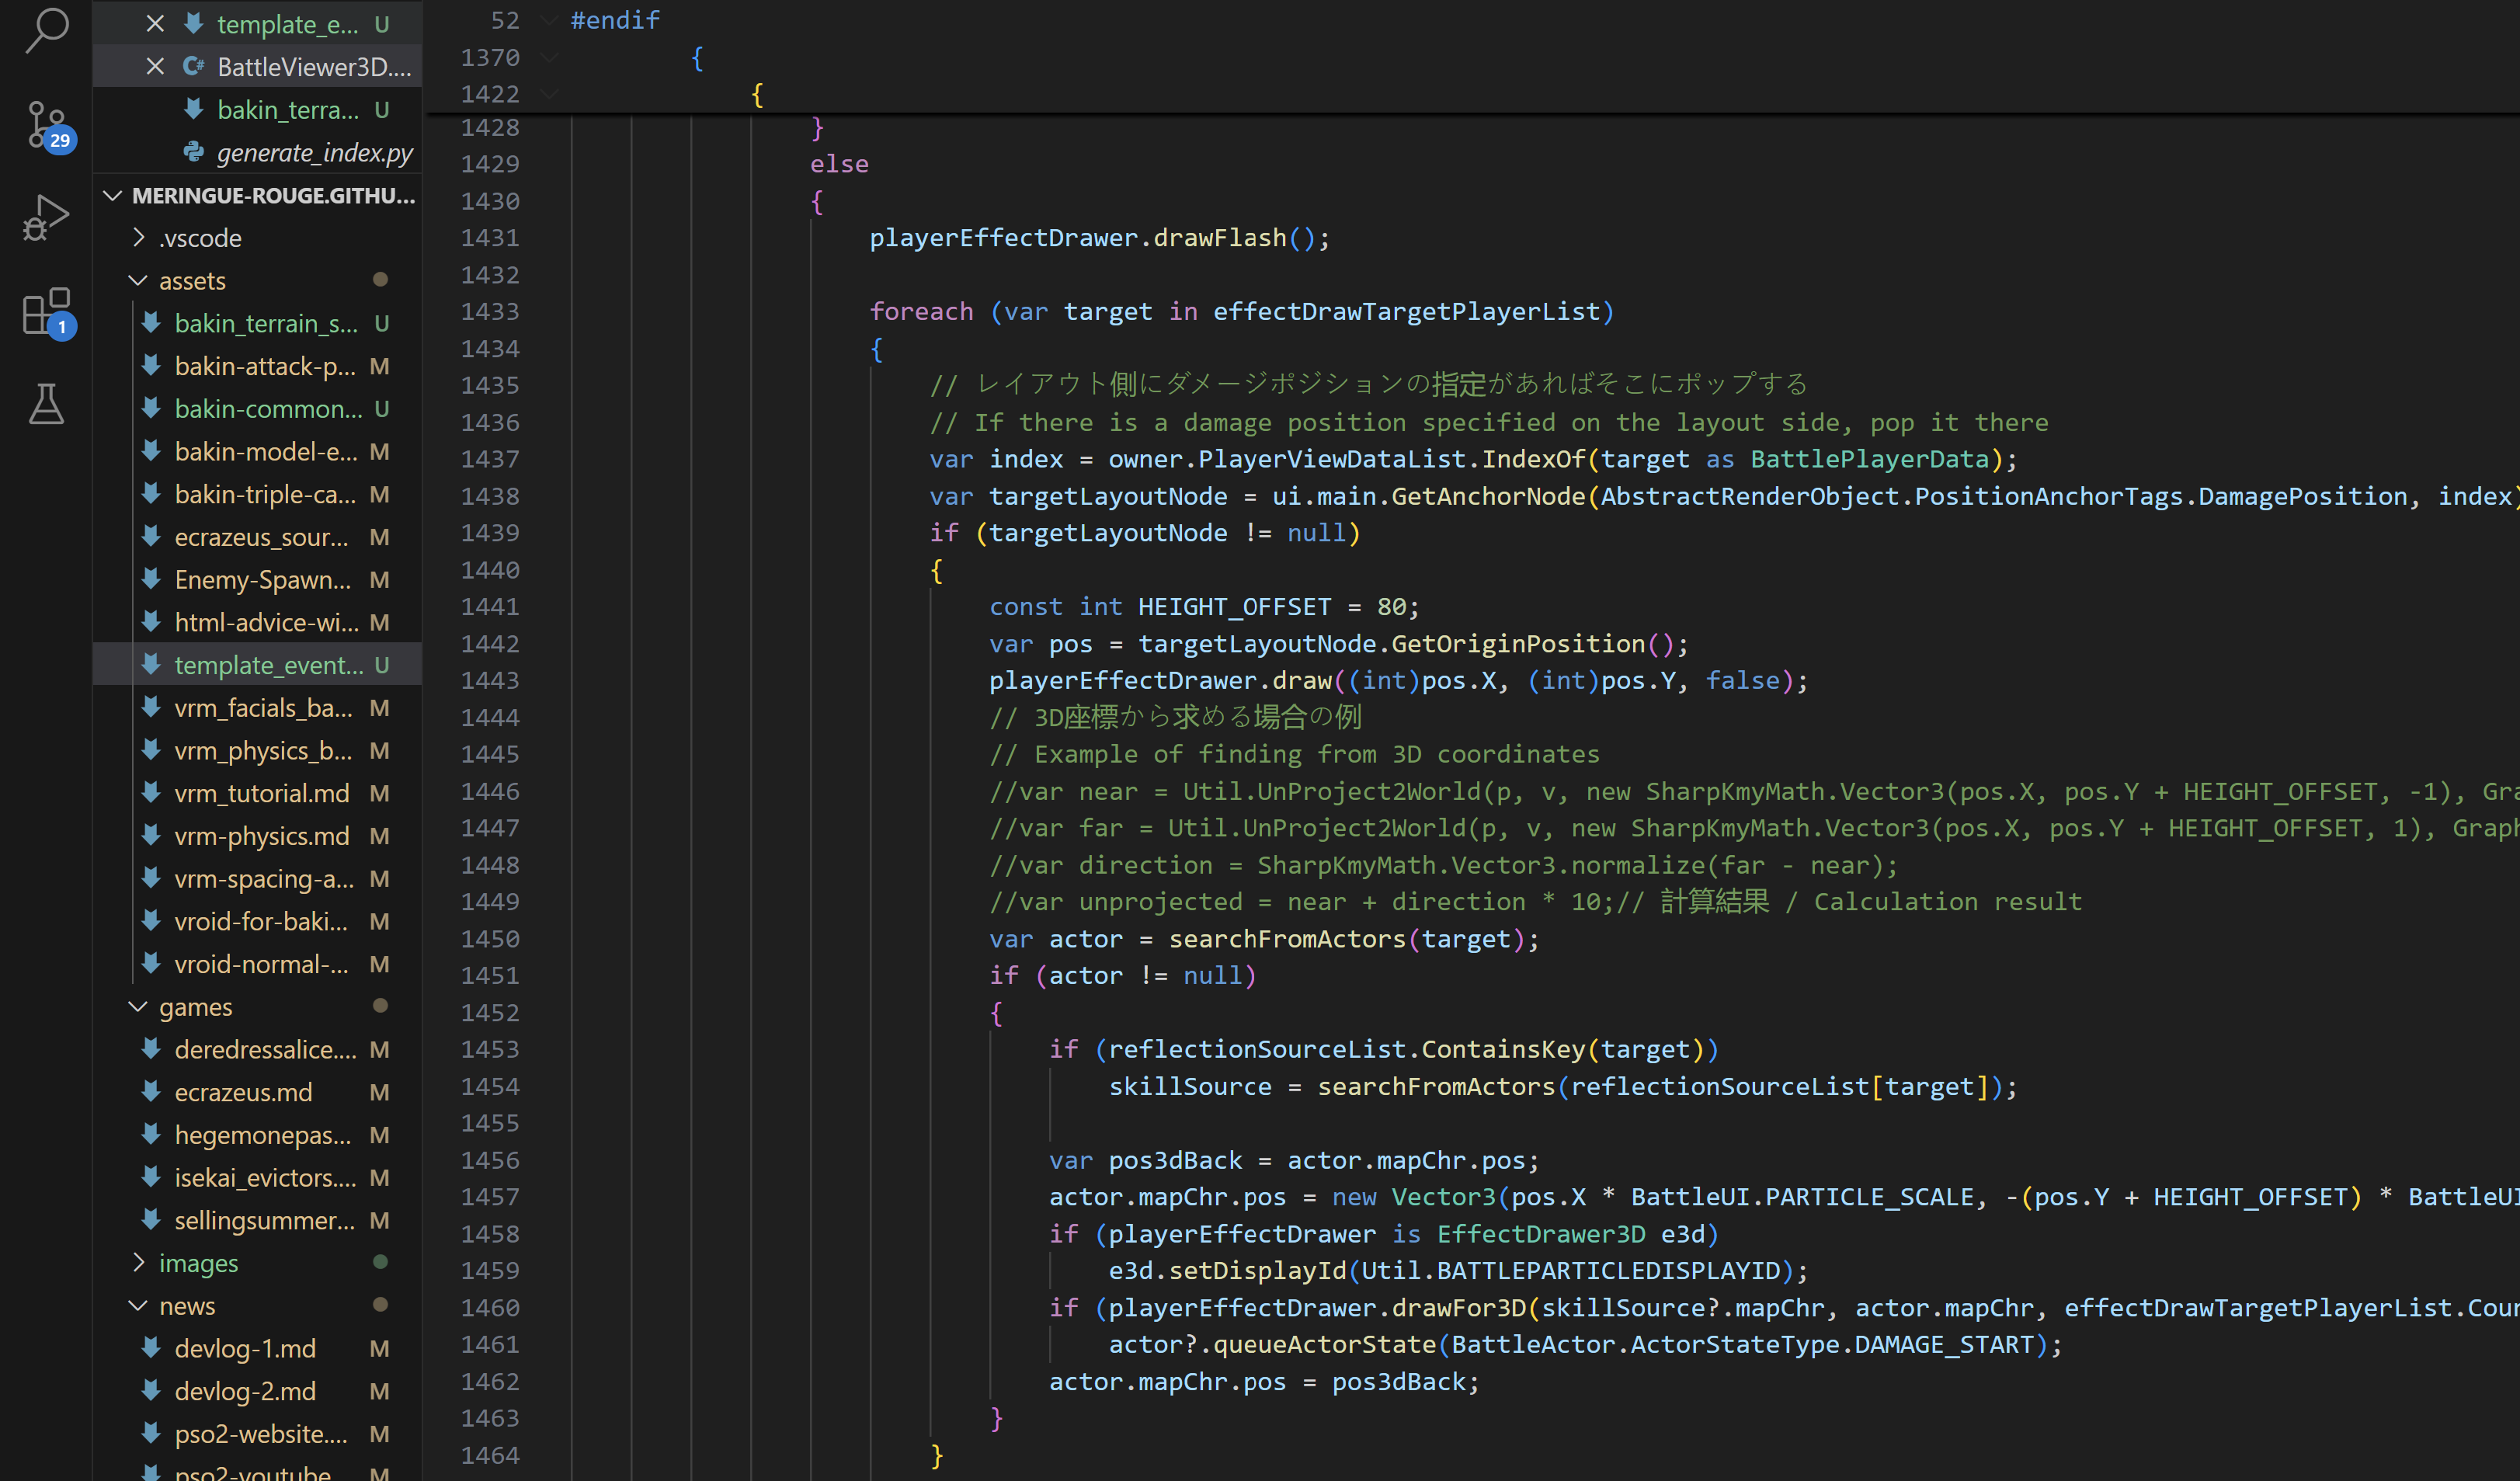 template_e... U
BattleViewer3D....
bakin_terra... U
generate_index.py
29
1
MERINGUE-ROUGE.GITHU...
.vscode
assets
bakin_terrain_s... U
bakin-attack-p... M
bakin-common... U
bakin-model-e... M
bakin-triple-ca... M
ecrazeus_sour... M
Enemy-Spawn... M
html-advice-wi... M
template_event... U
vrm_facials_ba... M
vrm_physics_b... M
vrm_tutorial.md M
vrm-physics.md M
vrm-spacing-a... M
vroid-for-baki... M
vroid-normal-... M
games
deredressalice.... M
ecrazeus.md M
hegemonepas... M
isekai_evictors.... M
sellingsummer... M
images
news
devlog-1.md M
devlog-2.md M
pso2-website.... M
pso2-youtube M
52 #endif
1370 {
1422 {
1428 }
1429 else
1430 {
1431 playerEffectDrawer.drawFlash();
1432
1433 foreach (var target in effectDrawTargetPlayerList)
1434 {
1435 // レイアウト側にダメージポジションの指定があればそこにポップする
1436 // If there is a damage position specified on the layout side, pop it there
1437 var index = owner.PlayerViewDataList.IndexOf(target as BattlePlayerData);
1438 var targetLayoutNode = ui.main.GetAnchorNode(AbstractRenderObject.PositionAnchorTags.DamagePosition, index)
1439 if (targetLayoutNode != null)
1440 {
1441 const int HEIGHT_OFFSET = 80;
1442 var pos = targetLayoutNode.GetOriginPosition();
1443 playerEffectDrawer.draw((int)pos.X, (int)pos.Y, false);
1444 // 3D座標から求める場合の例
1445 // Example of finding from 3D coordinates
1446 //var near = Util.UnProject2World(p, v, new SharpKmyMath.Vector3(pos.X, pos.Y + HEIGHT_OFFSET, -1), Gra
1447 //var far = Util.UnProject2World(p, v, new SharpKmyMath.Vector3(pos.X, pos.Y + HEIGHT_OFFSET, 1), Graph
1448 //var direction = SharpKmyMath.Vector3.normalize(far - near);
1449 //var unprojected = near + direction * 10;// 計算結果 / Calculation result
1450 var actor = searchFromActors(target);
1451 if (actor != null)
1452 {
1453 if (reflectionSourceList.ContainsKey(target))
1454 skillSource = searchFromActors(reflectionSourceList[target]);
1455
1456 var pos3dBack = actor.mapChr.pos;
1457 actor.mapChr.pos = new Vector3(pos.X * BattleUI.PARTICLE_SCALE, -(pos.Y + HEIGHT_OFFSET) * BattleUI
1458 if (playerEffectDrawer is EffectDrawer3D e3d)
1459 e3d.setDisplayId(Util.BATTLEPARTICLEDISPLAYID);
1460 if (playerEffectDrawer.drawFor3D(skillSource?.mapChr, actor.mapChr, effectDrawTargetPlayerList.Coun
1461 actor?.queueActorState(BattleActor.ActorStateType.DAMAGE_START);
1462 actor.mapChr.pos = pos3dBack;
1463 }
1464 }